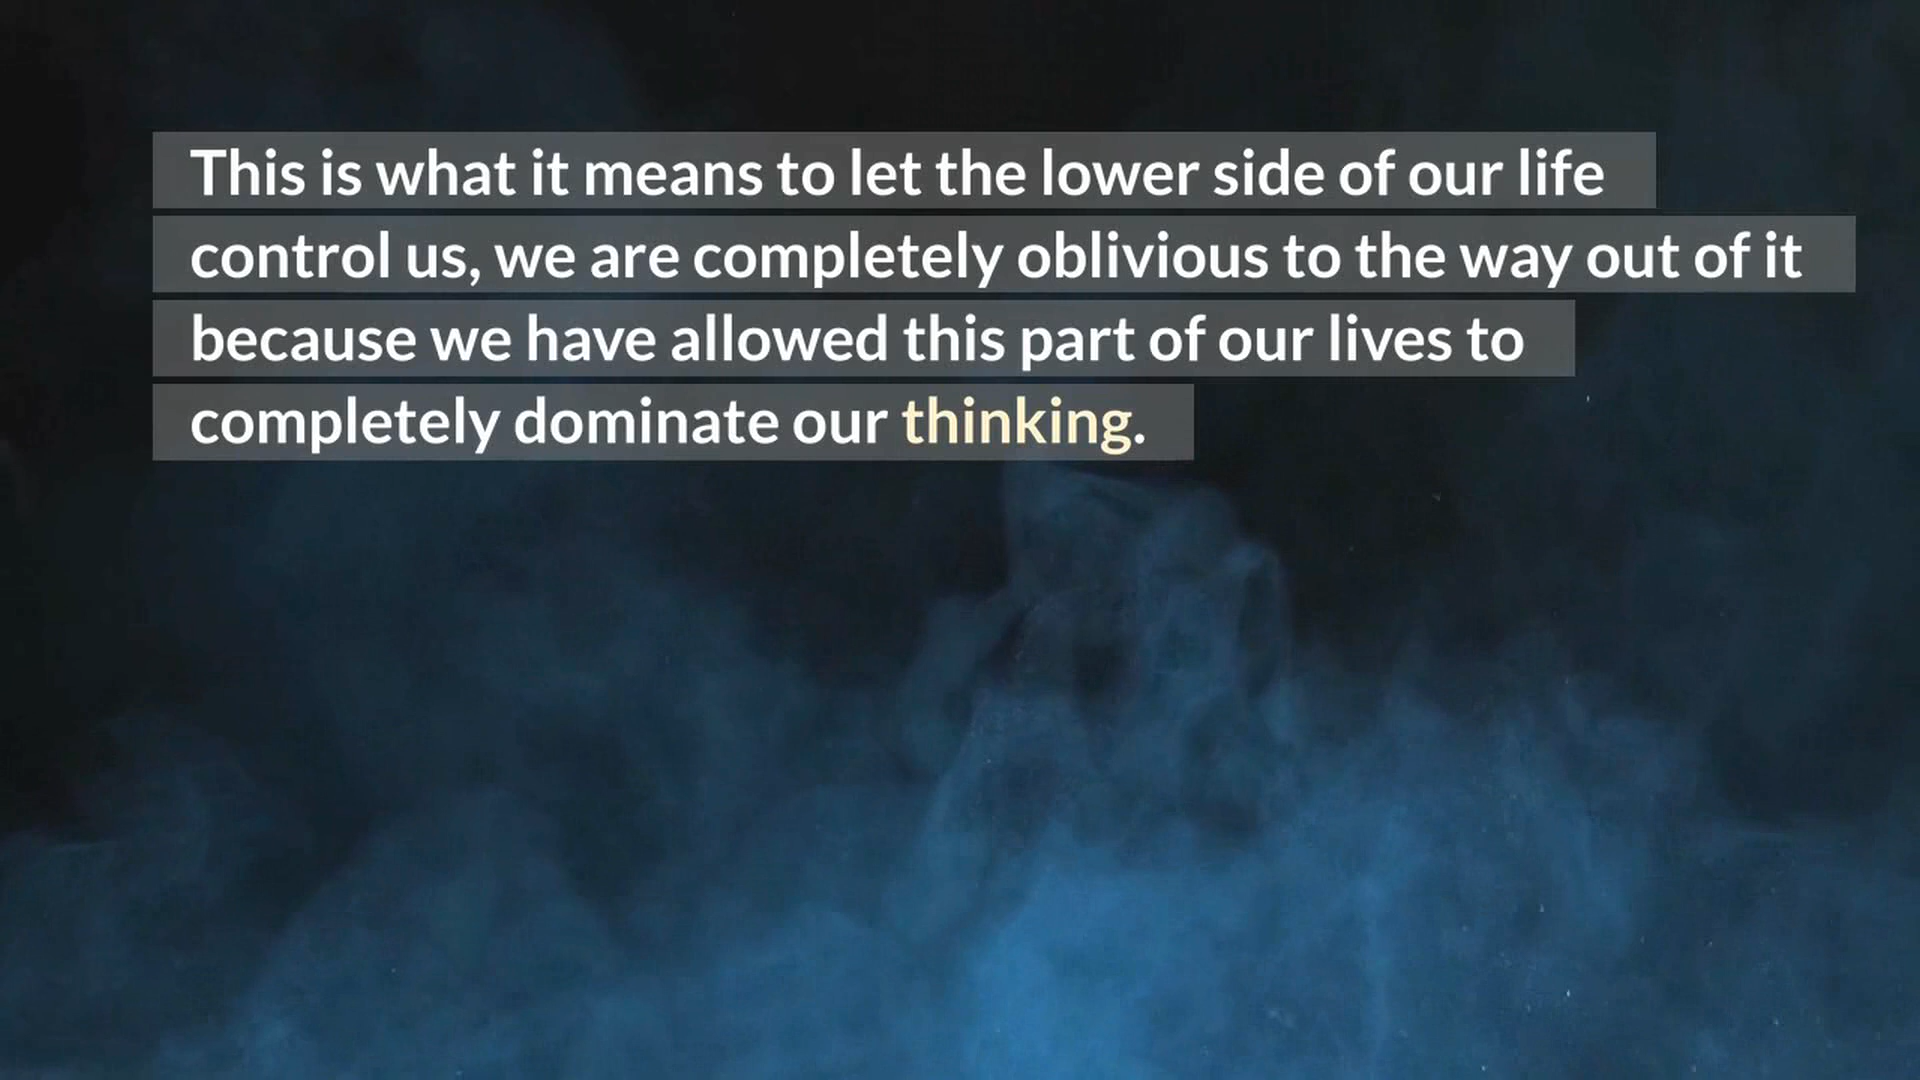 This is what it means to let the lower side of our life
control us, we are completely oblivious to the way out of it
because we have allowed this part of our lives to
completely dominate our thinking.